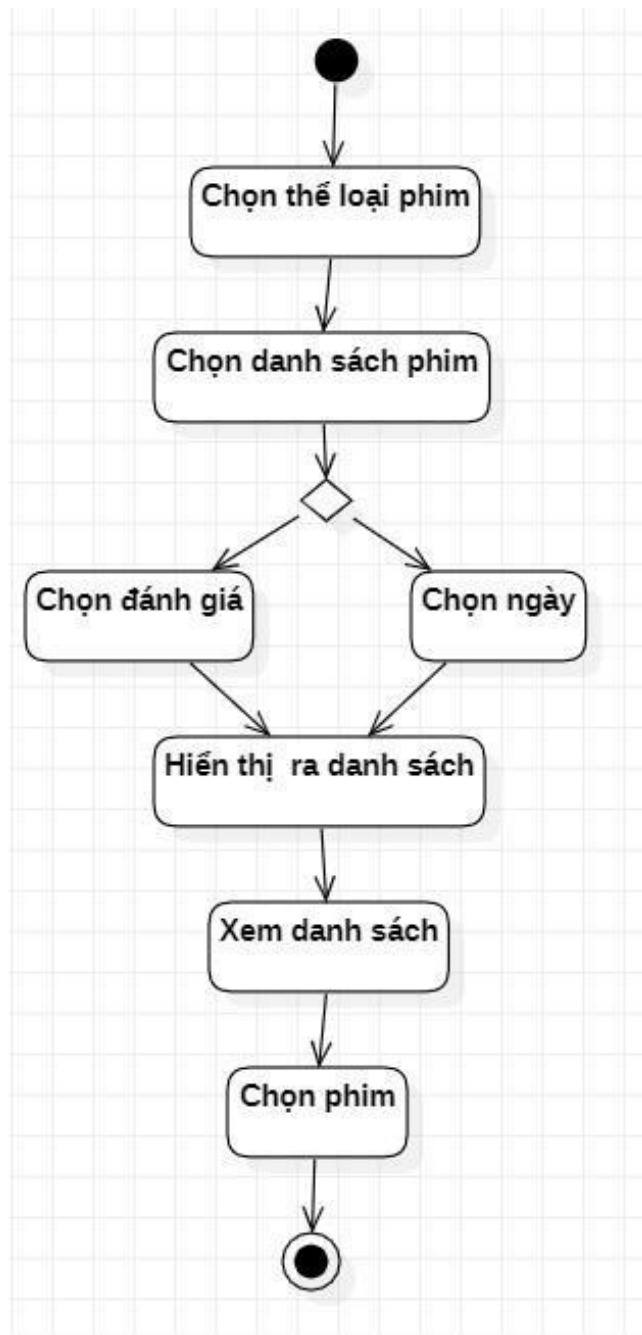 Chọn thể loại phim
Chọn danh sách phim
Chọn đánh giá
Chọn ngày
Hiển thị ra danh sách
Xem danh sách
Chọn phim